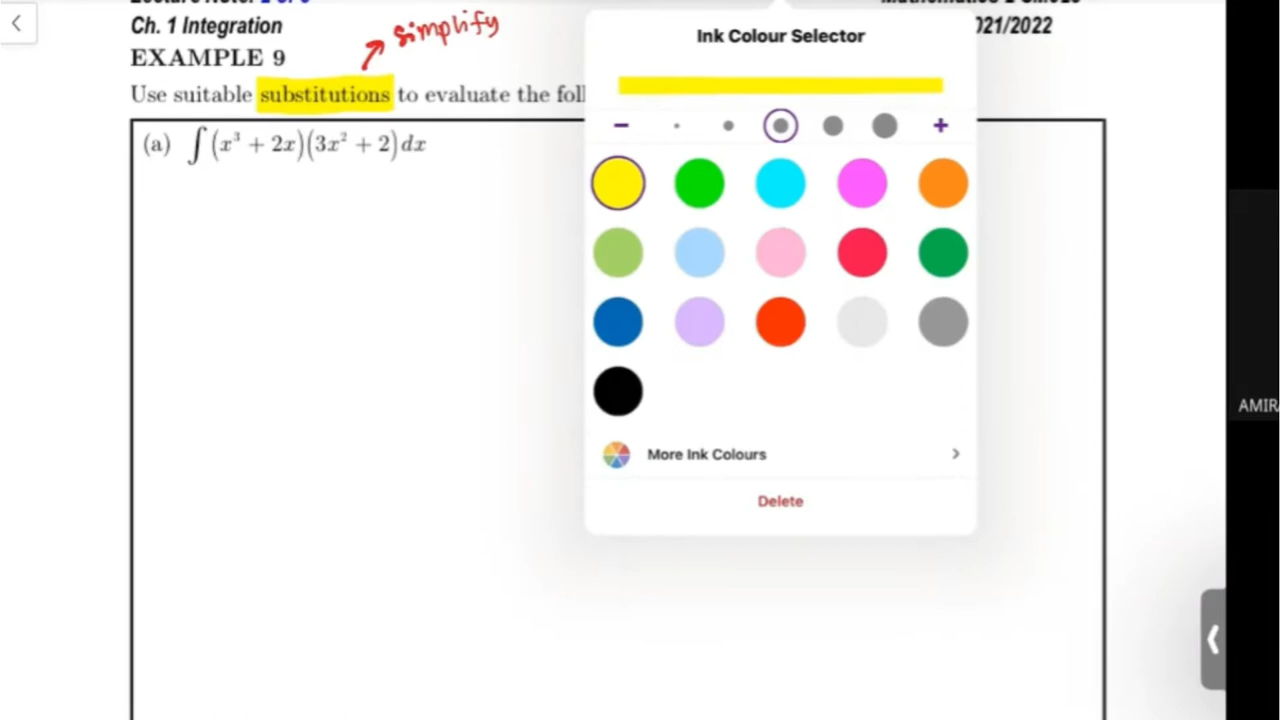 Ch. 1 Integration
021/2022
simplify
EXAMPLE 9
Use suitable substitutions to evaluate the foll
(a) ∫(x³ + 2x)(3x² + 2)dx
Ink Colour Selector
− +
More Ink Colours
Delete
AMIR